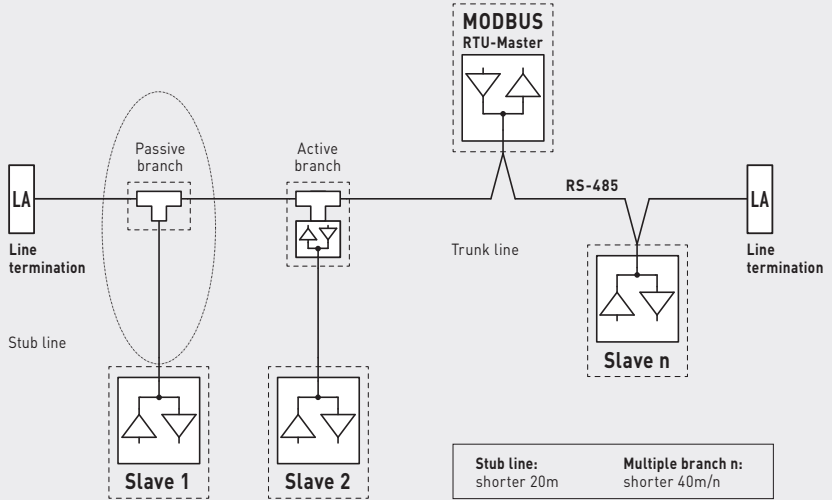 MODBUS
RTU-Master
Passive
branch
Active
branch
LA
RS-485
LA
Line
termination
Trunk line
Line
termination
Stub line
Slave n
Slave 1
Slave 2
Stub line:
shorter 20m
Multiple branch n:
shorter 40m/n